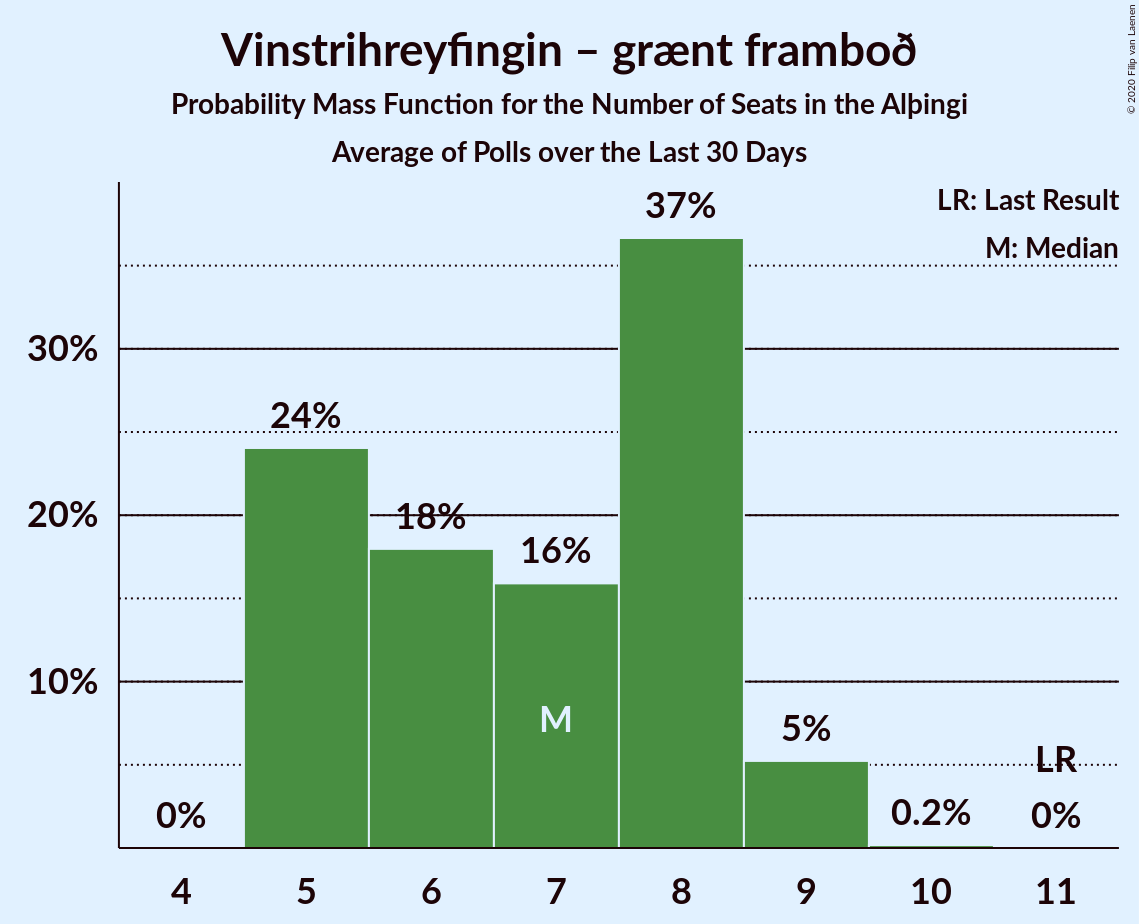 Vinstrihreyfingin – grænt framboð
Probability Mass Function for the Number of Seats in the Alþingi
Average of Polls over the Last 30 Days
© 2020 Filip van Laenen
LR: Last Result
M: Median
37%
30%
24%
20%
18%
16%
10%
M
5%
LR
0%
0.2%
0%
4 5 6 7 8 9 10 11